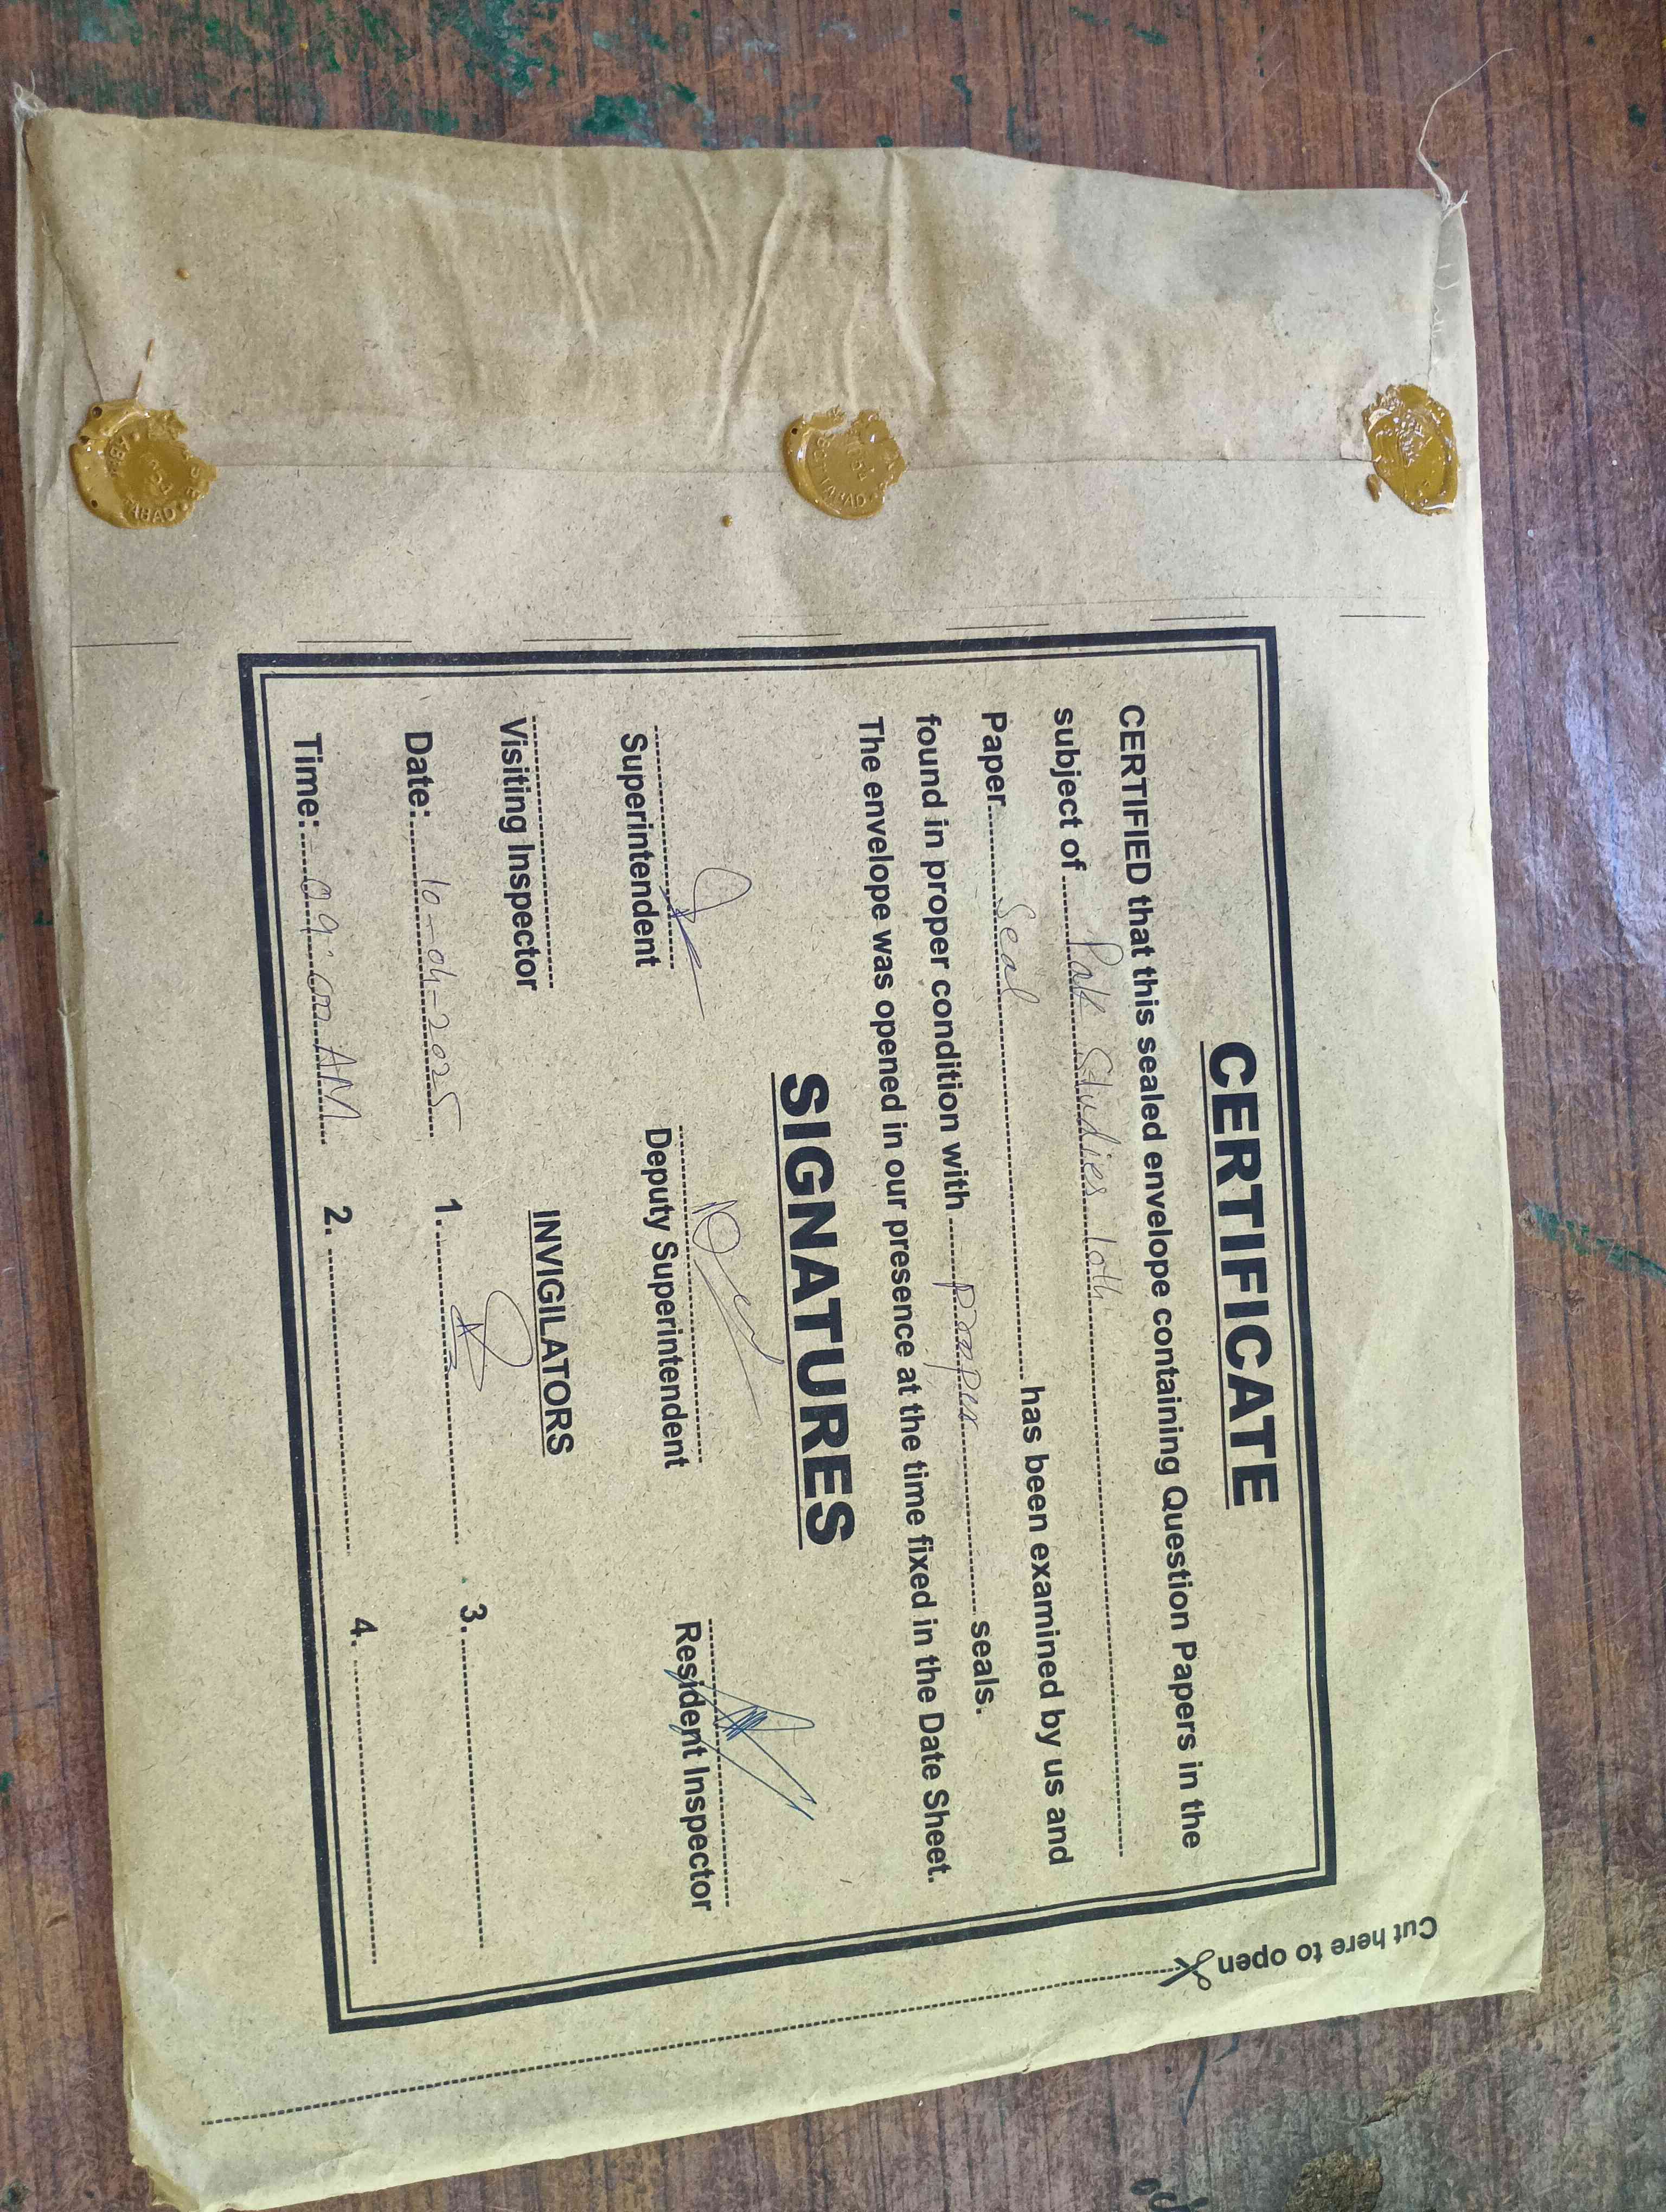 CERTIFICATE
CERTIFIED that this sealed envelope containing Question Papers in the
subject of Pak Studies 10th
Paper Seal has been examined by us and
found in proper condition with proper seals.
The envelope was opened in our presence at the time fixed in the Date Sheet.
SIGNATURES
Superintendent Deputy Superintendent Resident Inspector
Visiting Inspector INVIGILATORS
Date: 10-04-2025 1. 3.
Time: 09:00 AM 2. 4.
Cut here to open